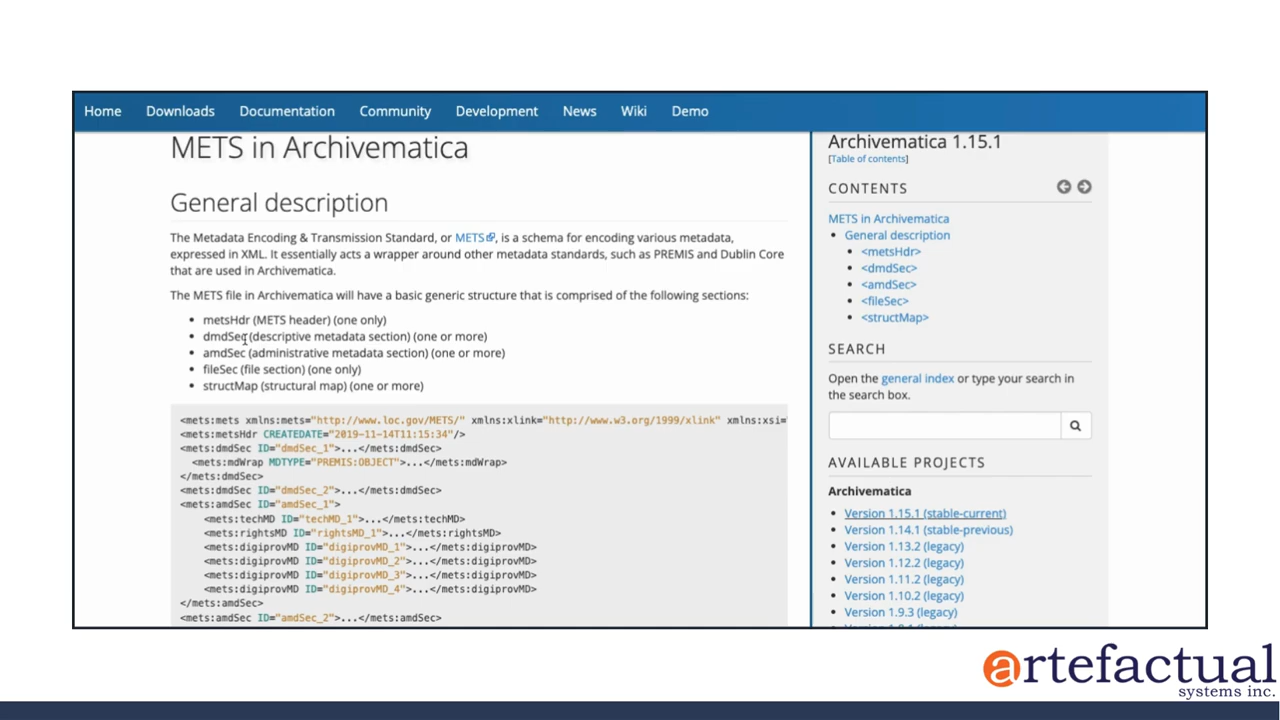 Home Downloads Documentation Community Development News Wiki Demo
METS in Archivematica
General description
The Metadata Encoding & Transmission Standard, or METS, is a schema for encoding various metadata,
expressed in XML. It essentially acts a wrapper around other metadata standards, such as PREMIS and Dublin Core
that are used in Archivematica.
The METS file in Archivematica will have a basic generic structure that is comprised of the following sections:
• metsHdr (METS header) (one only)
• dmdSec (descriptive metadata section) (one or more)
• amdSec (administrative metadata section) (one or more)
• fileSec (file section) (one only)
• structMap (structural map) (one or more)
<mets:mets xmlns:mets="http://www.loc.gov/METS/" xmlns:xlink="http://www.w3.org/1999/xlink" xmlns:xsi=
<mets:metsHdr CREATEDATE="2019-11-14T11:15:34"/>
<mets:dmdSec ID="dmdSec_1">...</mets:dmdSec>
<mets:mdWrap MDTYPE="PREMIS:OBJECT">...</mets:mdWrap>
</mets:dmdSec>
<mets:dmdSec ID="dmdSec_2">...</mets:dmdSec>
<mets:amdSec ID="amdSec_1">
<mets:techMD ID="techMD_1">...</mets:techMD>
<mets:rightsMD ID="rightsMD_1">...</mets:rightsMD>
<mets:digiprovMD ID="digiprovMD_1">...</mets:digiprovMD>
<mets:digiprovMD ID="digiprovMD_2">...</mets:digiprovMD>
<mets:digiprovMD ID="digiprovMD_3">...</mets:digiprovMD>
<mets:digiprovMD ID="digiprovMD_4">...</mets:digiprovMD>
</mets:amdSec>
<mets:amdSec ID="amdSec_2">...</mets:amdSec>
Archivematica 1.15.1
[Table of contents]
CONTENTS
METS in Archivematica
• General description
• <metsHdr>
• <dmdSec>
• <amdSec>
• <fileSec>
• <structMap>
SEARCH
Open the general index or type your search in
the search box.
AVAILABLE PROJECTS
Archivematica
• Version 1.15.1 (stable-current)
• Version 1.14.1 (stable-previous)
• Version 1.13.2 (legacy)
• Version 1.12.2 (legacy)
• Version 1.11.2 (legacy)
• Version 1.10.2 (legacy)
• Version 1.9.3 (legacy)
artefactual
systems inc.